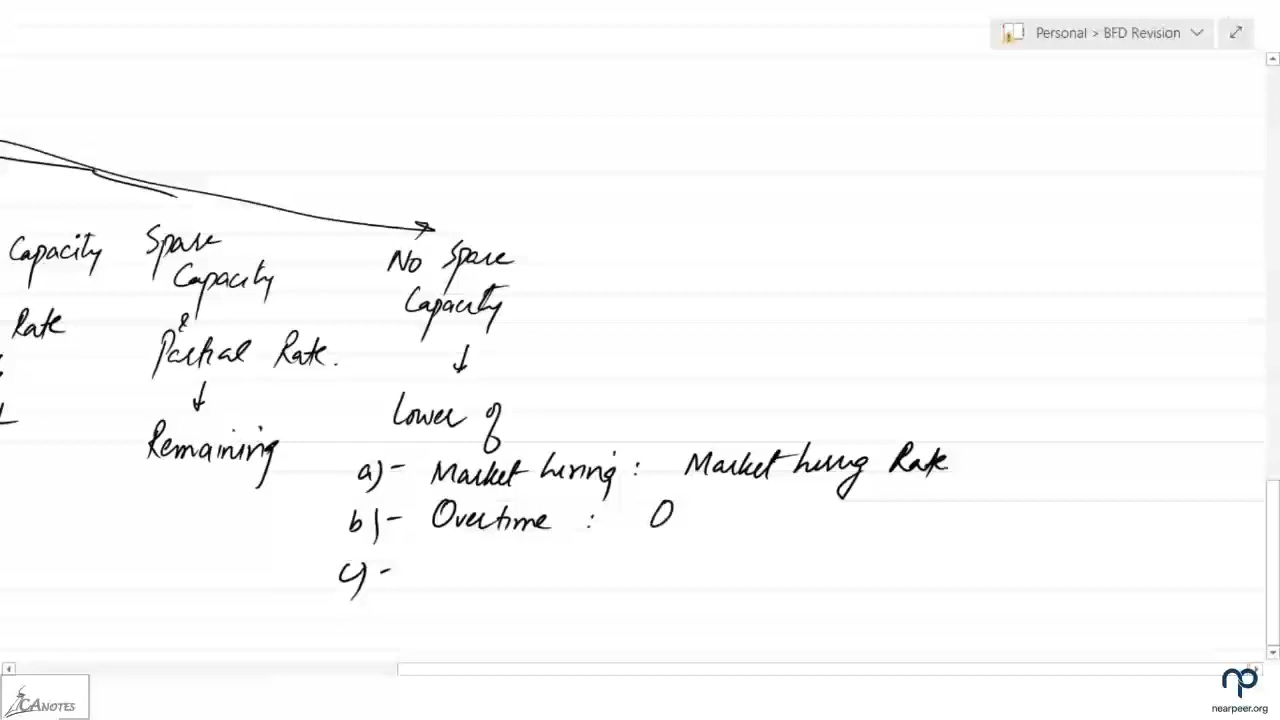 Personal > BFD Revision
Capacity
Rate
Spare
Capacity
&
Partial Rate.
Remaining
No Spare
Capacity
Lower of
a)- Market hiring : Market hiring Rate
b)- Overtime : O
c)-
CANOTES
np
nearpeer.org